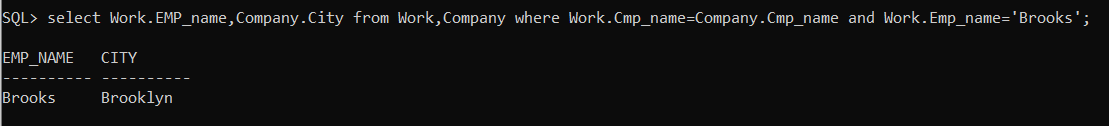 SQL> select Work.EMP_name,Company.City from Work,Company where Work.Cmp_name=Company.Cmp_name and Work.Emp_name='Brooks';
EMP_NAME   CITY
---------- ----------
Brooks     Brooklyn